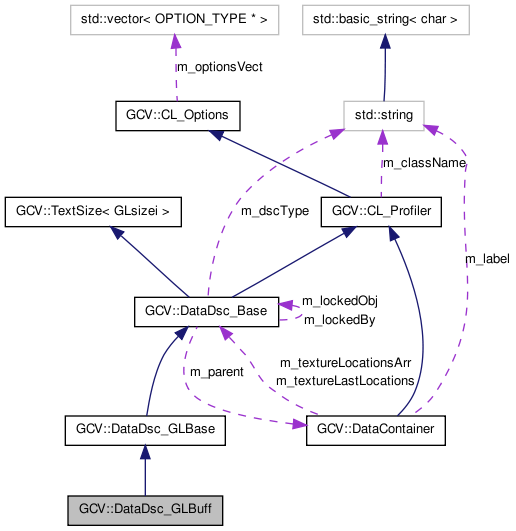 std::vector< OPTION_TYPE * >
std::basic_string< char >
m_optionsVect
GCV::CL_Options
std::string
m_className
GCV::TextSize< GLsizei >
m_dscType
GCV::CL_Profiler
m_label
GCV::DataDsc_Base
m_lockedObj
m_lockedBy
m_parent
m_textureLocationsArr
m_textureLastLocations
GCV::DataDsc_GLBase
GCV::DataContainer
GCV::DataDsc_GLBuff